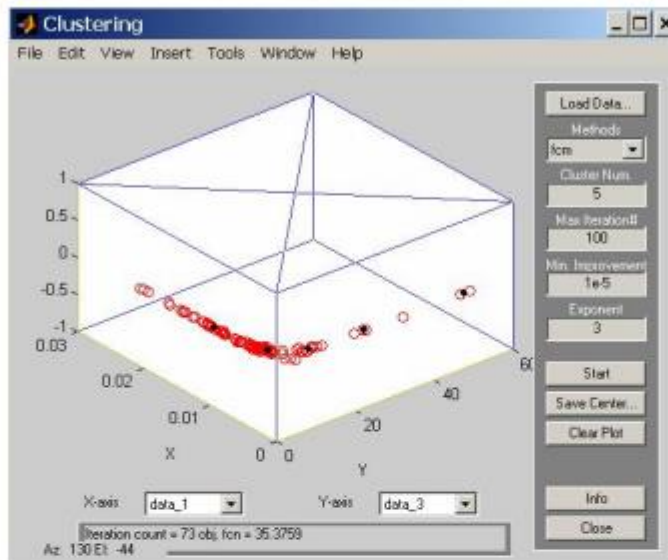 Clustering
File Edit View Insert Tools Window Help
Load Data...
Methods
fcm
Cluster Num.
5
Max Iteration#
100
Min. Improvement
1e-5
Exponent
3
Start
Save Center...
Clear Plot
Info
Close
1
0.5
0
-0.5
-1
0.03
0.02
0.01
0
X
0
20
40
60
Y
X-axis data_1
Y-axis data_3
Iteration count = 73 obj. fcn = 35.3759
Az: 130 El: -44